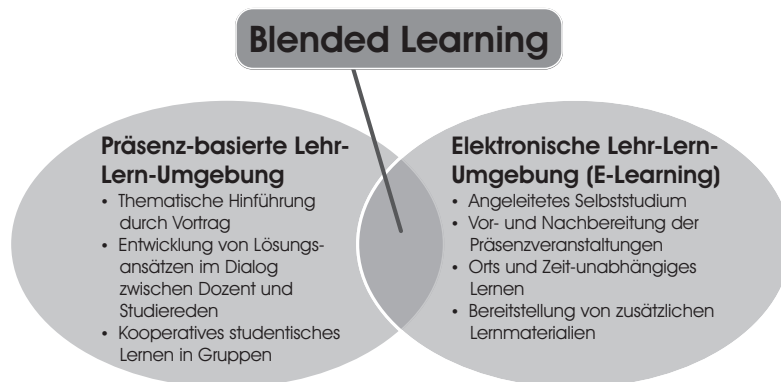 Blended Learning
Präsenz-basierte Lehr-
Lern-Umgebung
• Thematische Hinführung
durch Vortrag
• Entwicklung von Lösungs-
ansätzen im Dialog
zwischen Dozent und
Studiereden
• Kooperatives studentisches
Lernen in Gruppen
Elektronische Lehr-Lern-
Umgebung (E-Learning)
• Angeleitetes Selbststudium
• Vor- und Nachbereitung der
Präsenzveranstaltungen
• Orts und Zeit-unabhängiges
Lernen
• Bereitstellung von zusätzlichen
Lernmaterialien